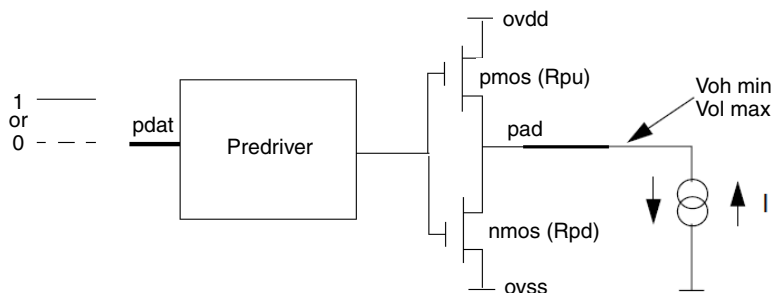 ovdd
pmos (Rpu)
Voh min
Vol max
1
or
0
pdat
Predriver
pad
I
nmos (Rpd)
ovss